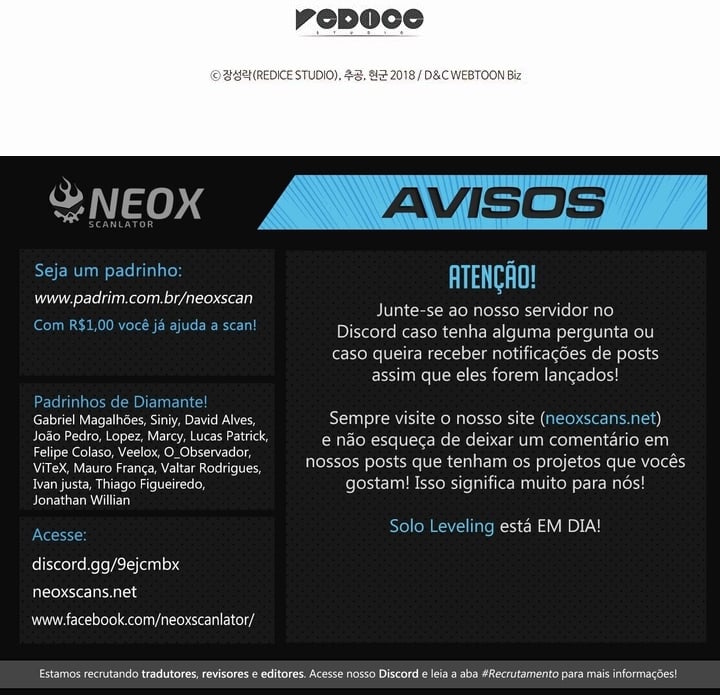 REDICE
STUDIO
ⓒ 장성락(REDICE STUDIO), 추공, 현군 2018 / D&C WEBTOON Biz
NEOX
SCANLATOR
AVISOS
Seja um padrinho:
www.padrim.com.br/neoxscan
Com R$1,00 você já ajuda a scan!
Padrinhos de Diamante!
Gabriel Magalhões, Siniy, David Alves,
João Pedro, Lopez, Marcy, Lucas Patrick,
Felipe Colaso, Veelox, O_Observador,
ViTeX, Mauro França, Valtar Rodrigues,
Ivan justa, Thiago Figueiredo,
Jonathan Willian
Acesse:
discord.gg/9ejcmbx
neoxscans.net
www.facebook.com/neoxscanlator/
ATENÇÃO!
Junte-se ao nosso servidor no
Discord caso tenha alguma pergunta ou
caso queira receber notificações de posts
assim que eles forem lançados!
Sempre visite o nosso site (neoxscans.net)
e não esqueça de deixar um comentário em
nossos posts que tenham os projetos que vocês
gostam! Isso significa muito para nós!
Solo Leveling está EM DIA!
Estamos recrutando tradutores, revisores e editores. Acesse nosso Discord e leia a aba #Recrutamento para mais informações!